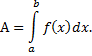 A = ∫_a^b f(x)dx.